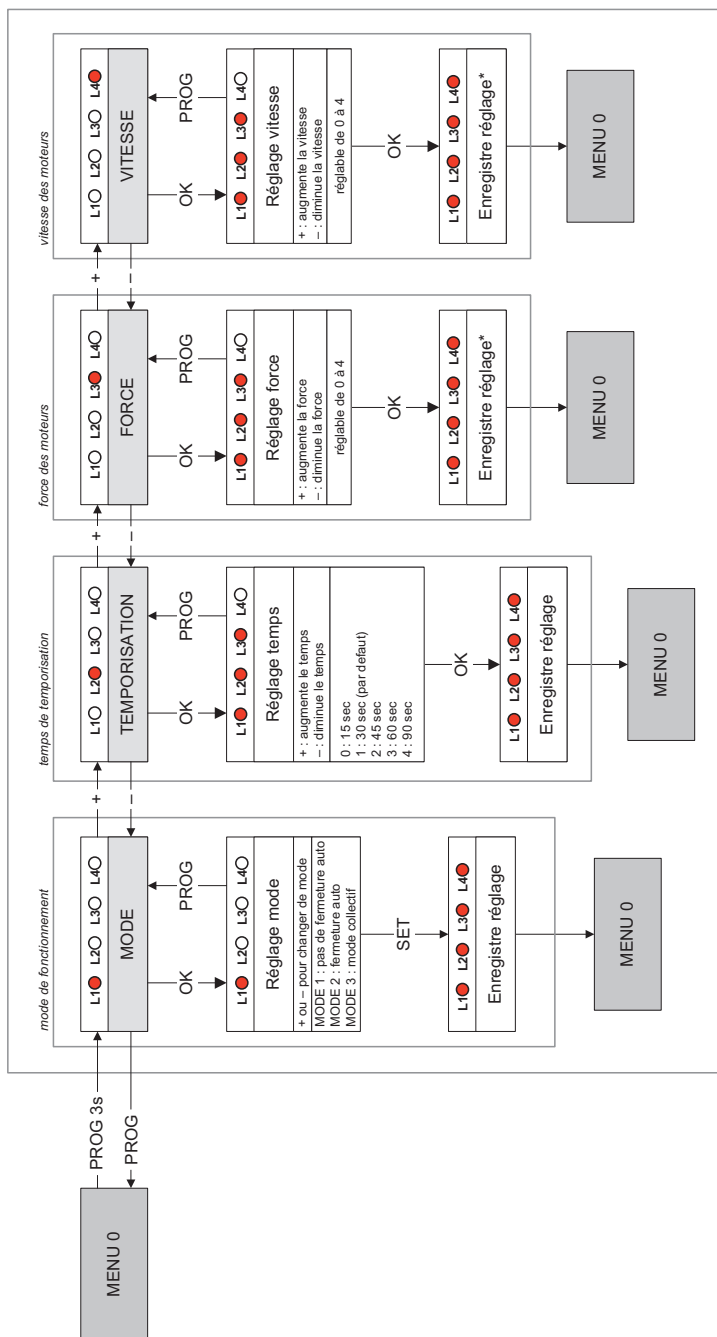 MENU 0
PROG 3s
PROG
mode de fonctionnement
L1 L2 L3 L4
MODE
OK
PROG
L1 L2 L3 L4
Réglage mode
+ ou – pour changer de mode
MODE 1 : pas de fermeture auto
MODE 2 : fermeture auto
MODE 3 : mode collectif
SET
L1 L2 L3 L4
Enregistre réglage
MENU 0
+
–
temps de temporisation
L1 L2 L3 L4
TEMPORISATION
OK
PROG
L1 L2 L3 L4
Réglage temps
+ : augmente le temps
– : diminue le temps
0 : 15 sec
1 : 30 sec (par defaut)
2 : 45 sec
3 : 60 sec
4 : 90 sec
OK
L1 L2 L3 L4
Enregistre réglage
MENU 0
+
–
force des moteurs
L1 L2 L3 L4
FORCE
OK
PROG
L1 L2 L3 L4
Réglage force
+ : augmente la force
– : diminue la force
réglable de 0 à 4
OK
L1 L2 L3 L4
Enregistre réglage*
MENU 0
+
–
vitesse des moteurs
L1 L2 L3 L4
VITESSE
OK
PROG
L1 L2 L3 L4
Réglage vitesse
+ : augmente la vitesse
– : diminue la vitesse
réglable de 0 à 4
OK
L1 L2 L3 L4
Enregistre réglage*
MENU 0